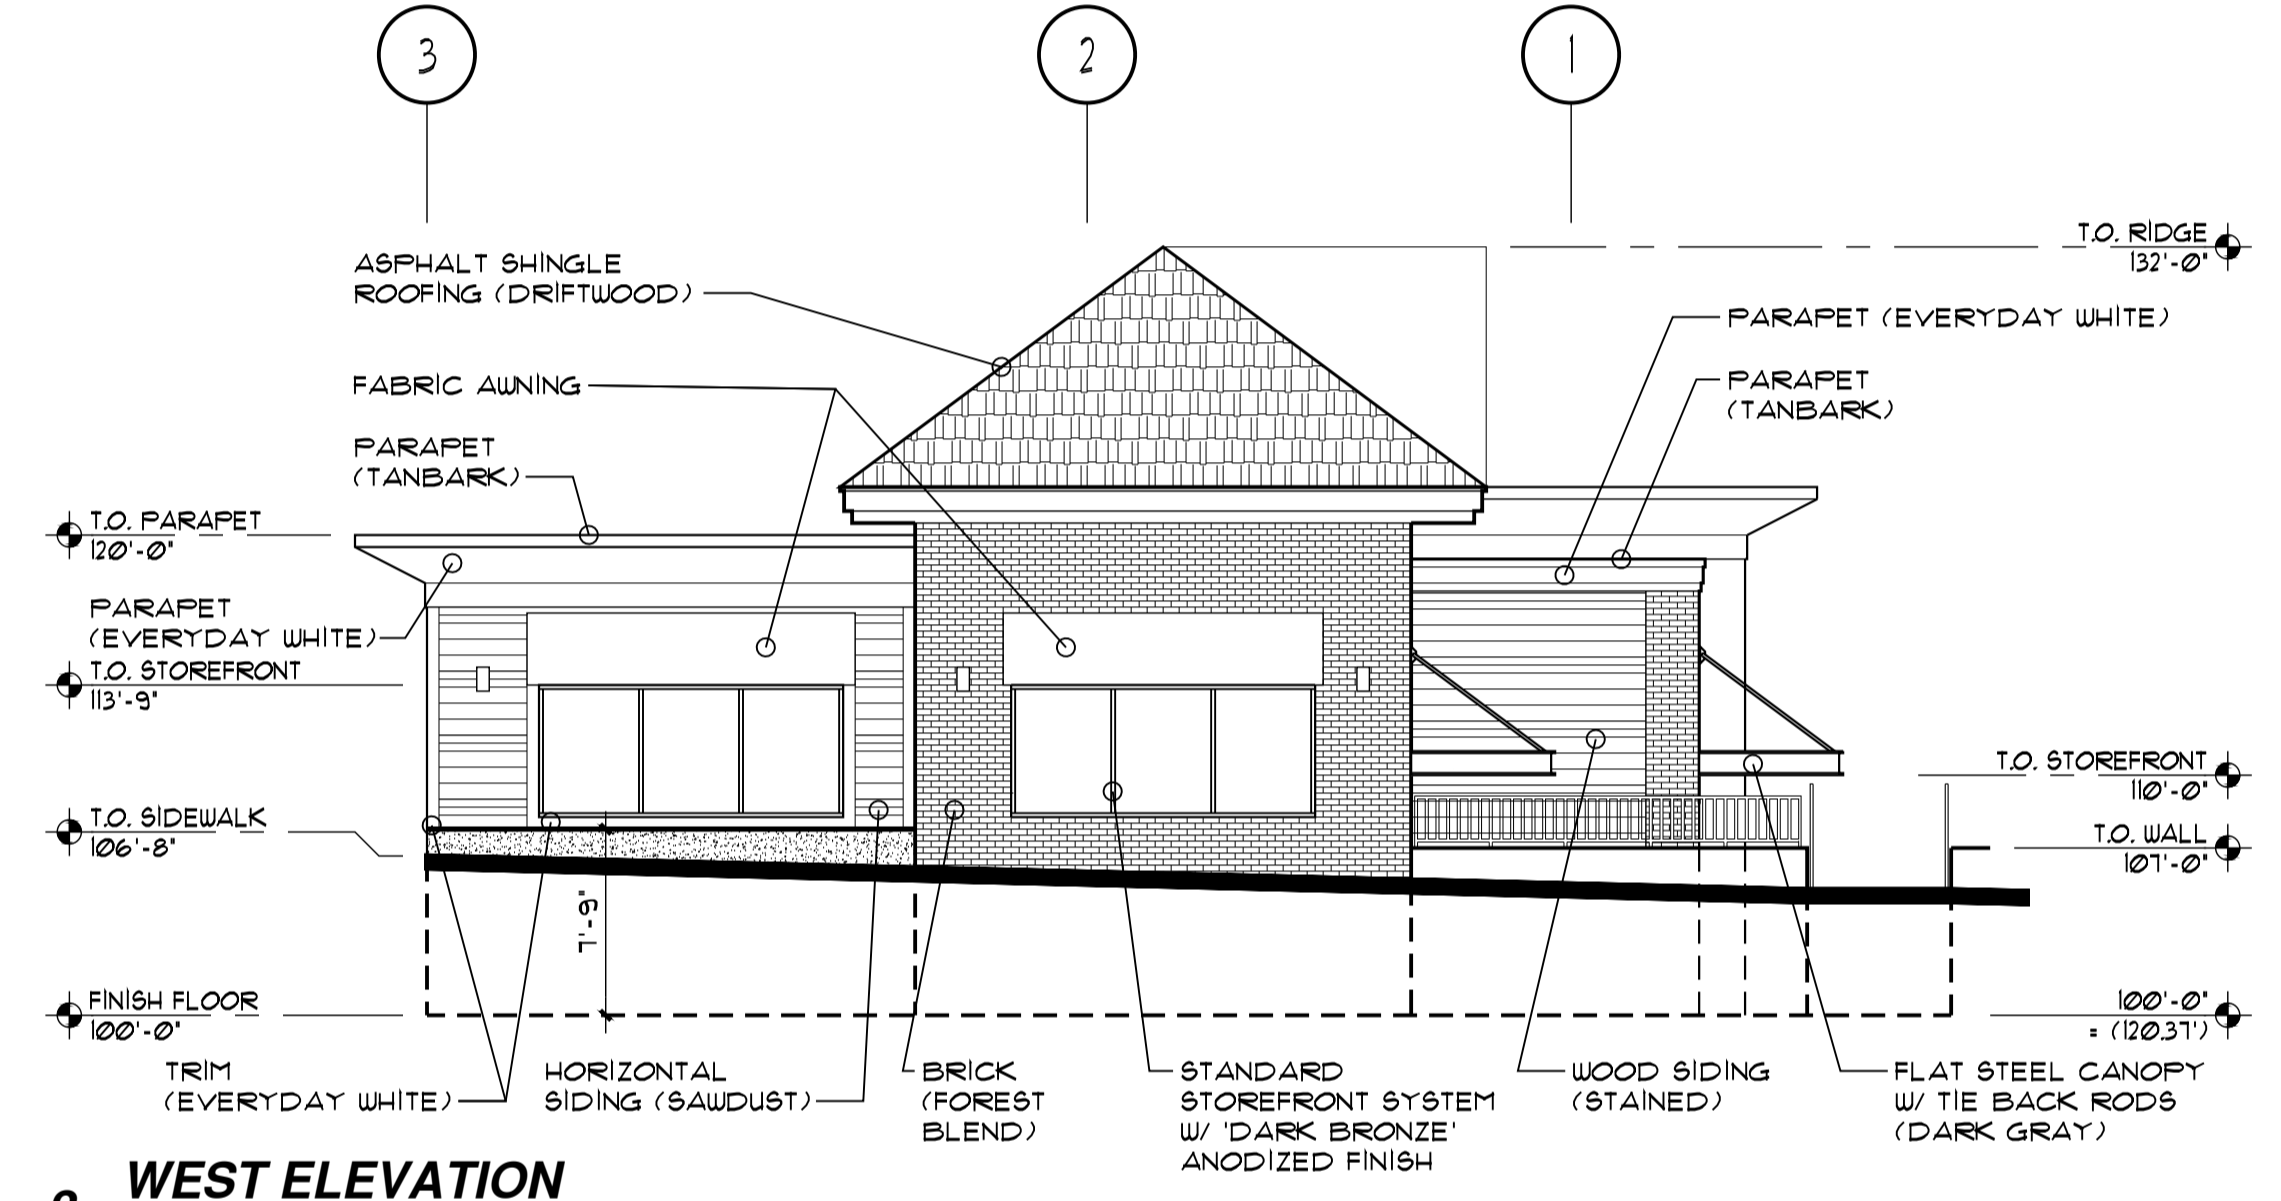 3
2
1
T.O. RIDGE
132'-0"
ASPHALT SHINGLE
ROOFING (DRIFTWOOD)
PARAPET (EVERYDAY WHITE)
FABRIC AWNING
PARAPET
(TANBARK)
PARAPET
(TANBARK)
T.O. PARAPET
120'-0"
PARAPET
(EVERYDAY WHITE)
T.O. STOREFRONT
113'-9"
T.O. STOREFRONT
110'-0"
T.O. SIDEWALK
106'-8"
T.O. WALL
107'-0"
7'-9"
FINISH FLOOR
100'-0"
100'-0"
= (120.37')
TRIM
(EVERYDAY WHITE)
HORIZONTAL
SIDING (SAWDUST)
BRICK
(FOREST
BLEND)
STANDARD
STOREFRONT SYSTEM
W/ 'DARK BRONZE'
ANODIZED FINISH
WOOD SIDING
(STAINED)
FLAT STEEL CANOPY
W/ TIE BACK RODS
(DARK GRAY)
WEST ELEVATION